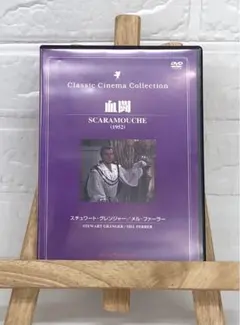 Classic Cinema Collection
DVD
血闘
SCARAMOUCHE
(1952)
スチュワート・グレンジャー／メル・ファーラー
STEWART GRANGER / MEL FERRER